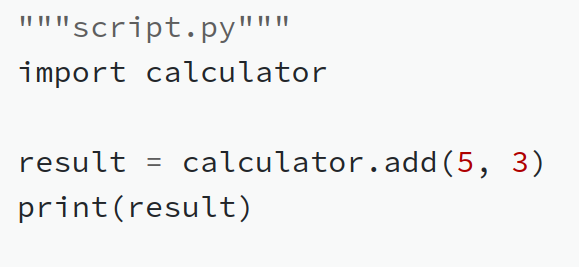 """script.py"""
import calculator
result = calculator.add(5, 3)
print(result)